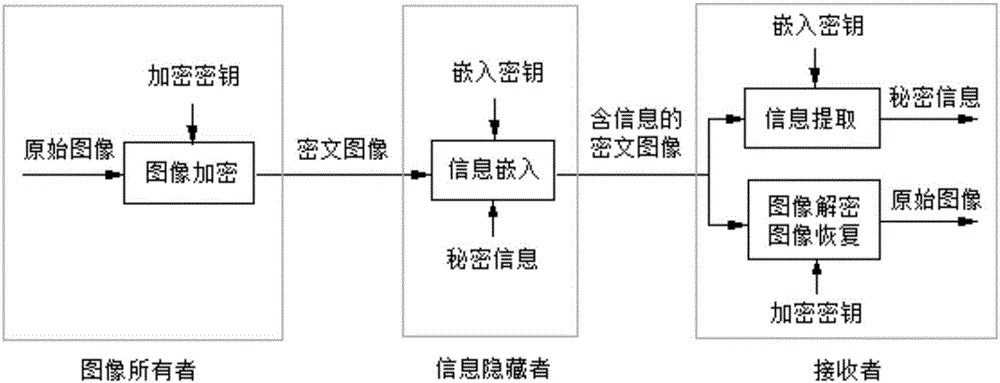 加密密钥
原始图像
图像加密
密文图像
嵌入密钥
信息嵌入
秘密信息
含信息的
密文图像
嵌入密钥
信息提取
秘密信息
图像解密
图像恢复
原始图像
加密密钥
图像所有者
信息隐藏者
接收者